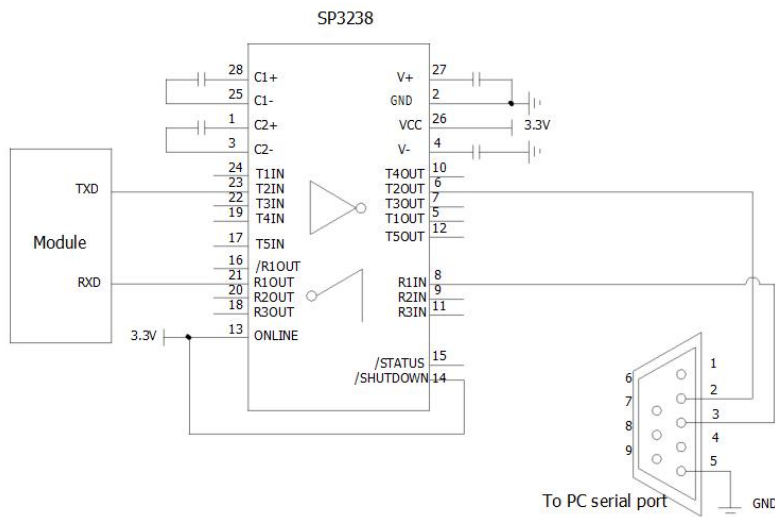 SP3238
28 C1+ V+ 27
25 C1- GND 2
1 C2+ VCC 26 3.3V
3 C2- V- 4
24 T1IN T4OUT 10
TXD 23 T2IN T2OUT 6
22 T3IN T3OUT 7
19 T4IN T1OUT 5
17 T5IN T5OUT 12
Module
16 /R1OUT
RXD 21 R1OUT R1IN 8
20 R2OUT R2IN 9
18 R3OUT R3IN 11
3.3V 13 ONLINE
/STATUS 15
/SHUTDOWN 14
1
6
2
7
3
8
4
9
5
To PC serial port
GND